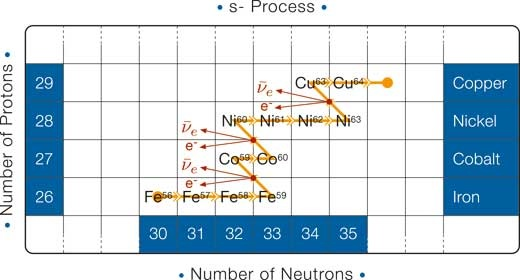 • s- Process •
• Number of Protons •
29 Cu63 Cu64 Copper
ν̄e
e-
28 Ni60 Ni61 Ni62 Ni63 Nickel
ν̄e
e-
27 Co59 Co60 Cobalt
ν̄e
e-
26 Fe56 Fe57 Fe58 Fe59 Iron
30 31 32 33 34 35
• Number of Neutrons •